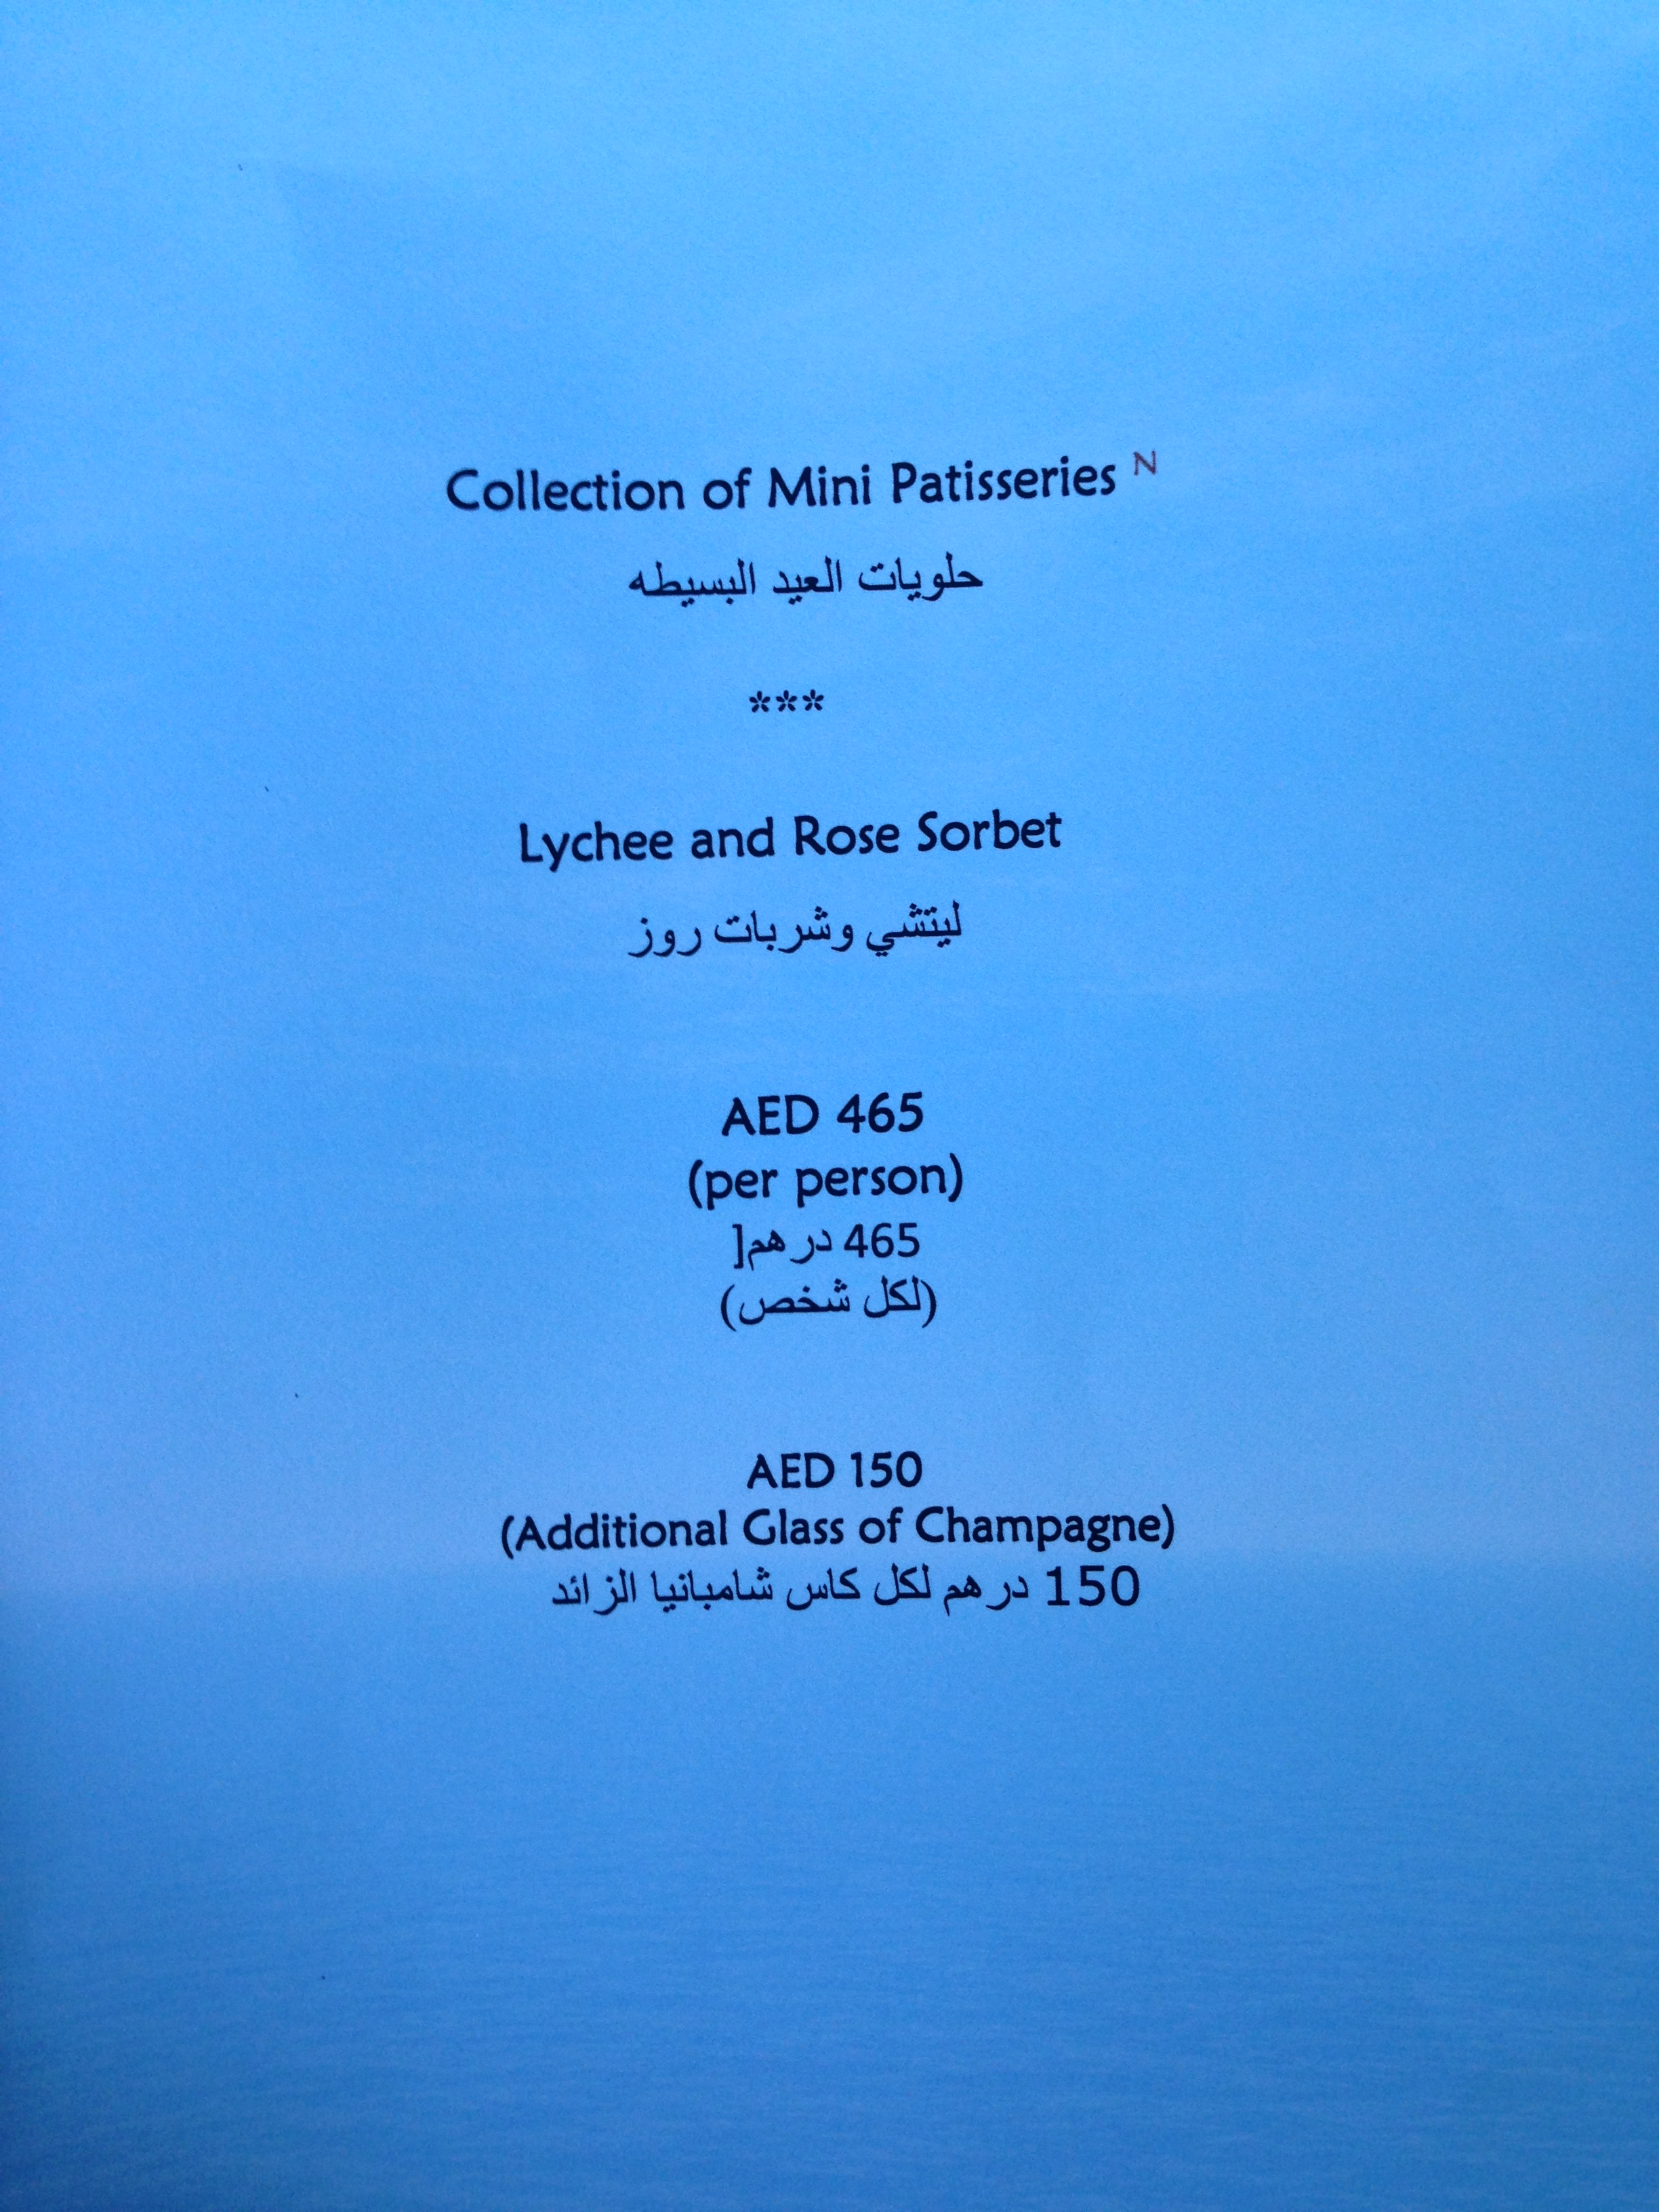 Collection of Mini Patisseries N
حلويات العيد البسيطه
***
Lychee and Rose Sorbet
ليتشي وشربات روز
AED 465
(per person)
465 درهم[
(لكل شخص)
AED 150
(Additional Glass of Champagne)
150 درهم لكل كاس شامبانيا الزائد